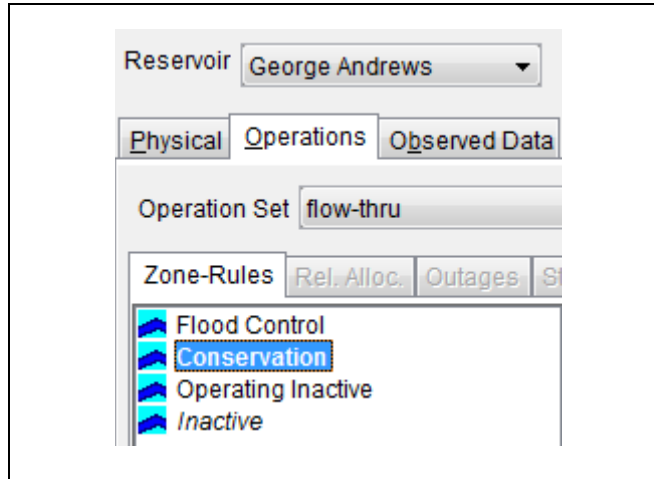 Reservoir George Andrews
Physical Operations Observed Data
Operation Set flow-thru
Zone-Rules Rel. Alloc. Outages
Flood Control
Conservation
Operating Inactive
Inactive